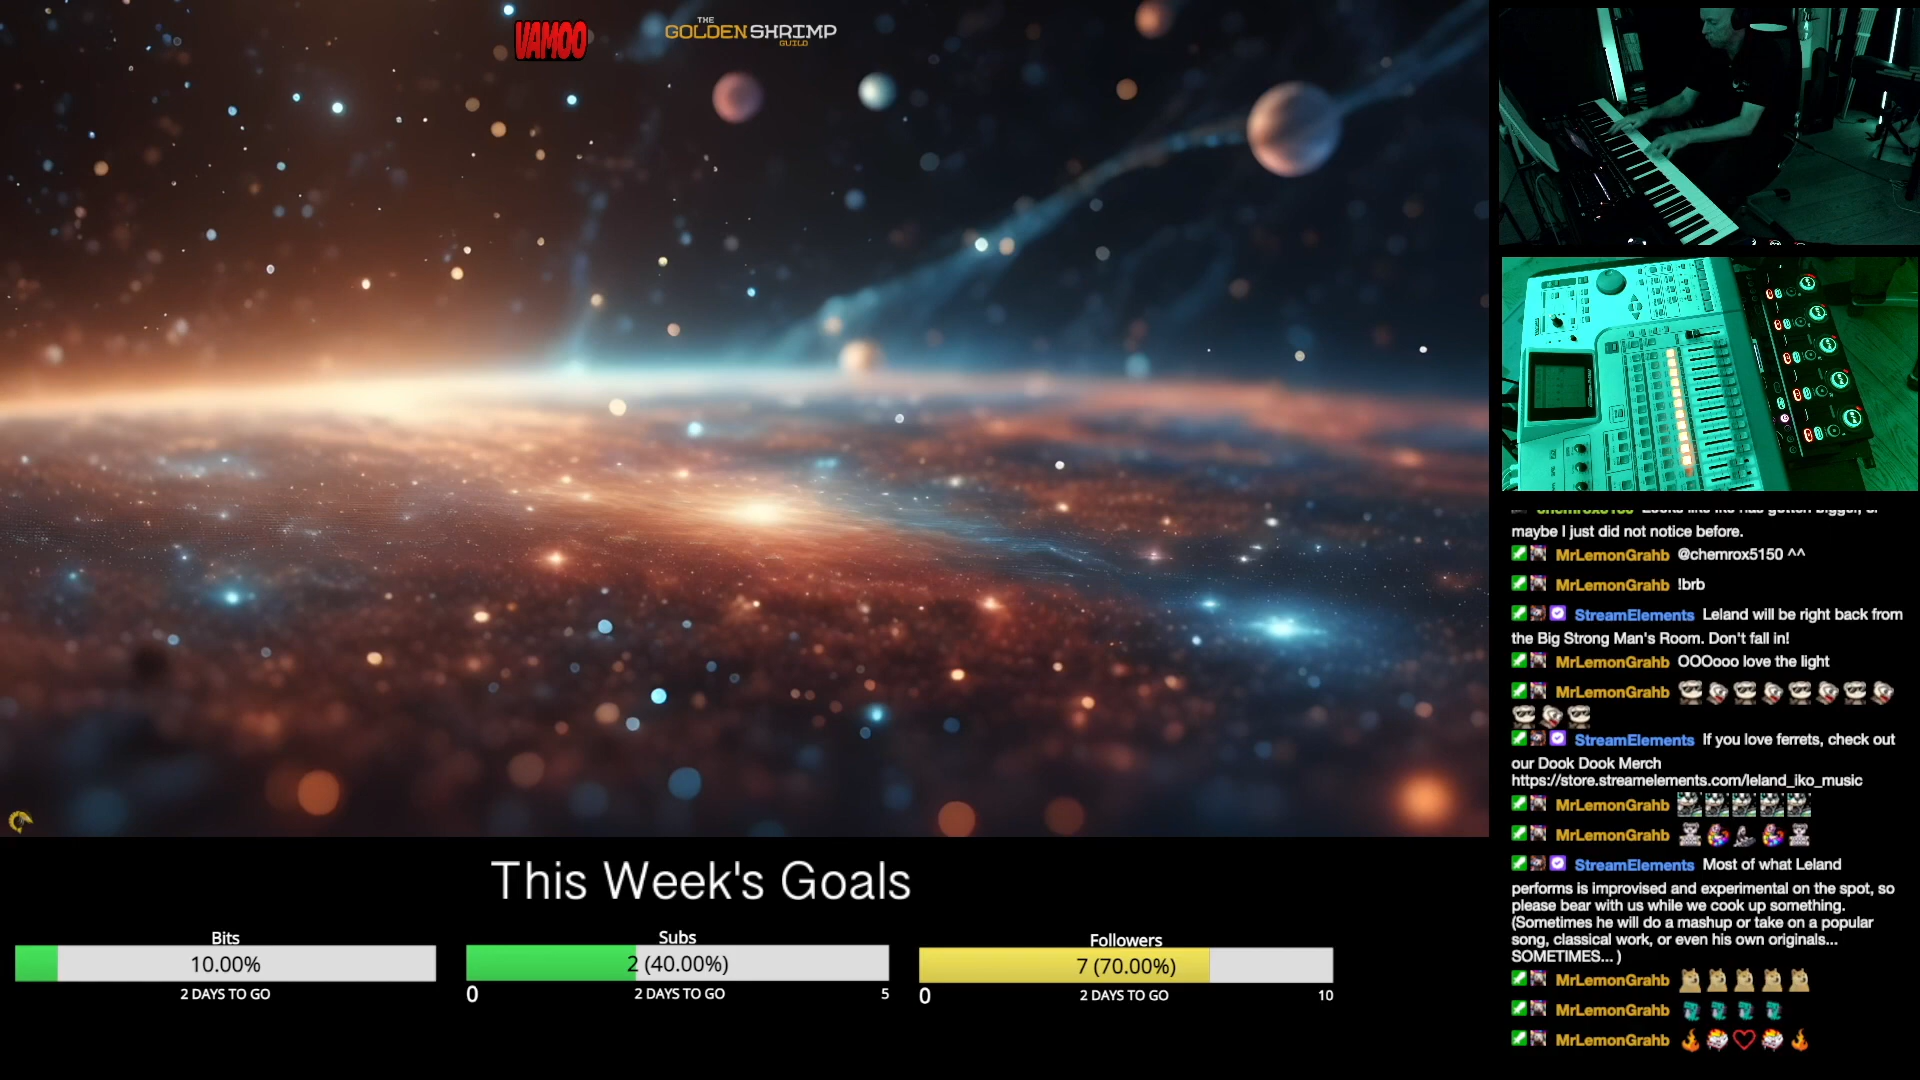 VAMOO
THE
GOLDEN SHRIMP
GUILD
maybe I just did not notice before.
MrLemonGrahb @chemrox5150 ^^
MrLemonGrahb !brb
StreamElements Leland will be right back from
the Big Strong Man's Room. Don't fall in!
MrLemonGrahb OOOooo love the light
MrLemonGrahb
StreamElements If you love ferrets, check out
our Dook Dook Merch
https://store.streamelements.com/leland_iko_music
MrLemonGrahb
MrLemonGrahb
StreamElements Most of what Leland
performs is improvised and experimental on the spot, so
please bear with us while we cook up something.
(Sometimes he will do a mashup or take on a popular
song, classical work, or even his own originals...
SOMETIMES... )
MrLemonGrahb
MrLemonGrahb
MrLemonGrahb
This Week's Goals
Bits
10.00%
2 DAYS TO GO
Subs
2 (40.00%)
0 2 DAYS TO GO 5
Followers
7 (70.00%)
0 2 DAYS TO GO 10